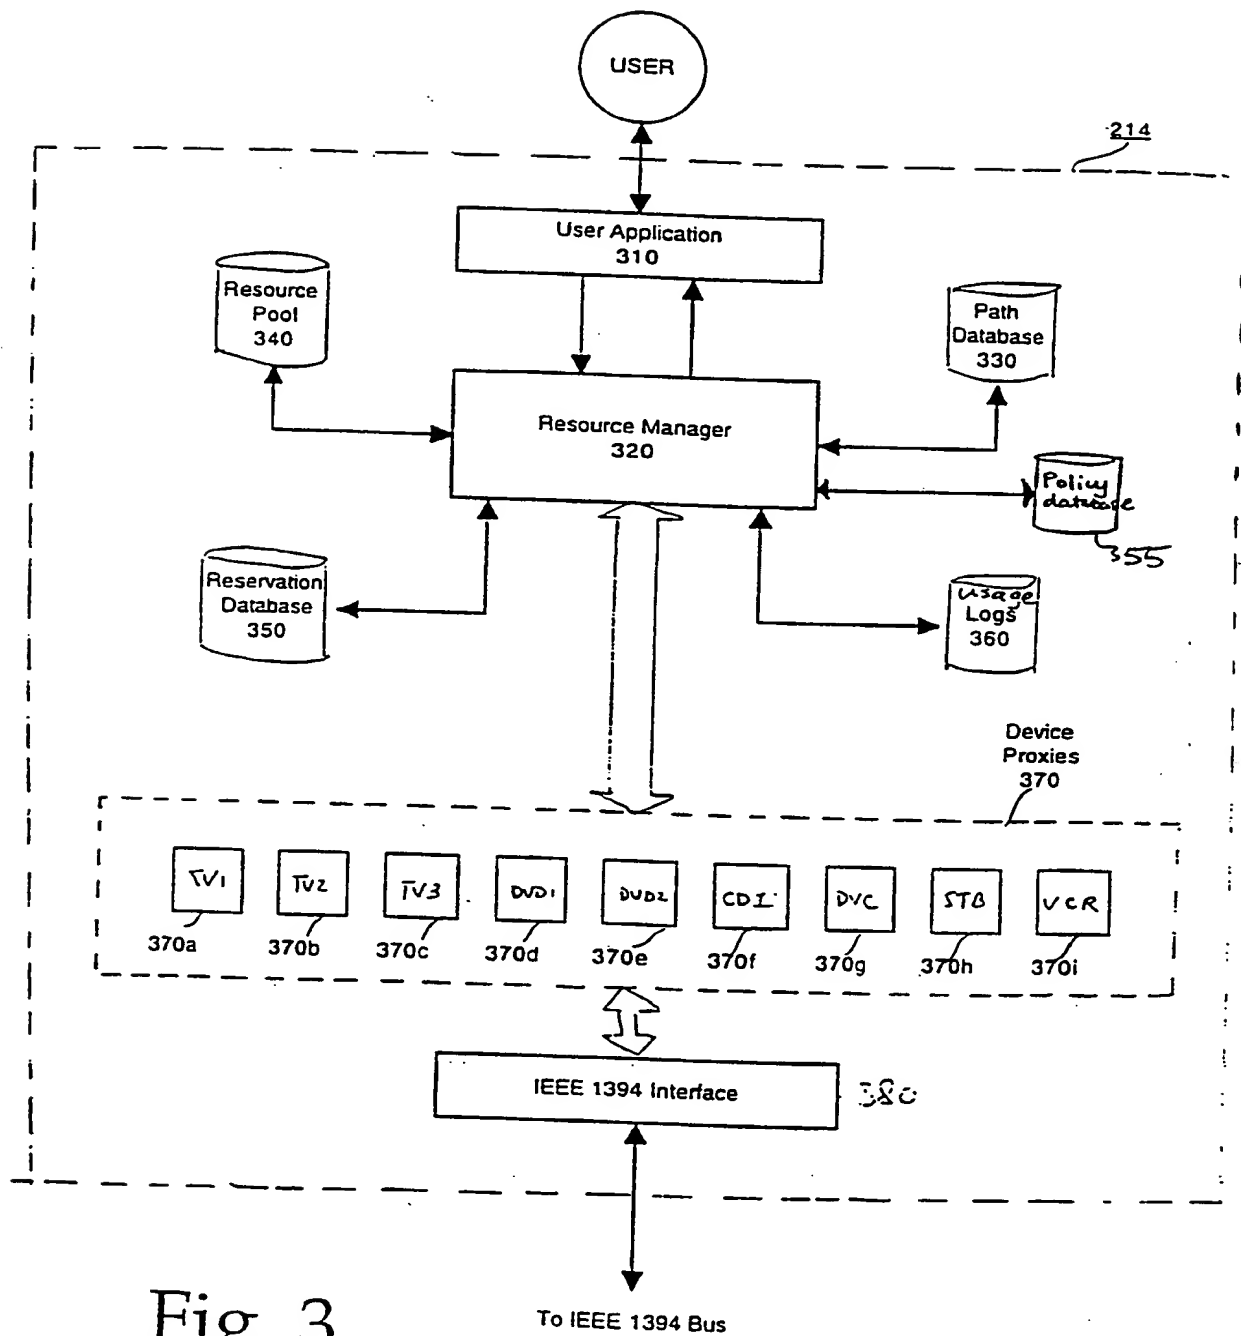 USER
214
User Application
310
Resource
Pool
340
Path
Database
330
Resource Manager
320
Policy
database
355
Reservation
Database
350
usage
Logs
360
Device
Proxies
370
TV1
TV2
TV3
DVD1
DVD2
CDI
DVC
STB
VCR
370a
370b
370c
370d
370e
370f
370g
370h
370i
IEEE 1394 Interface
380
To IEEE 1394 Bus
Fig. 3